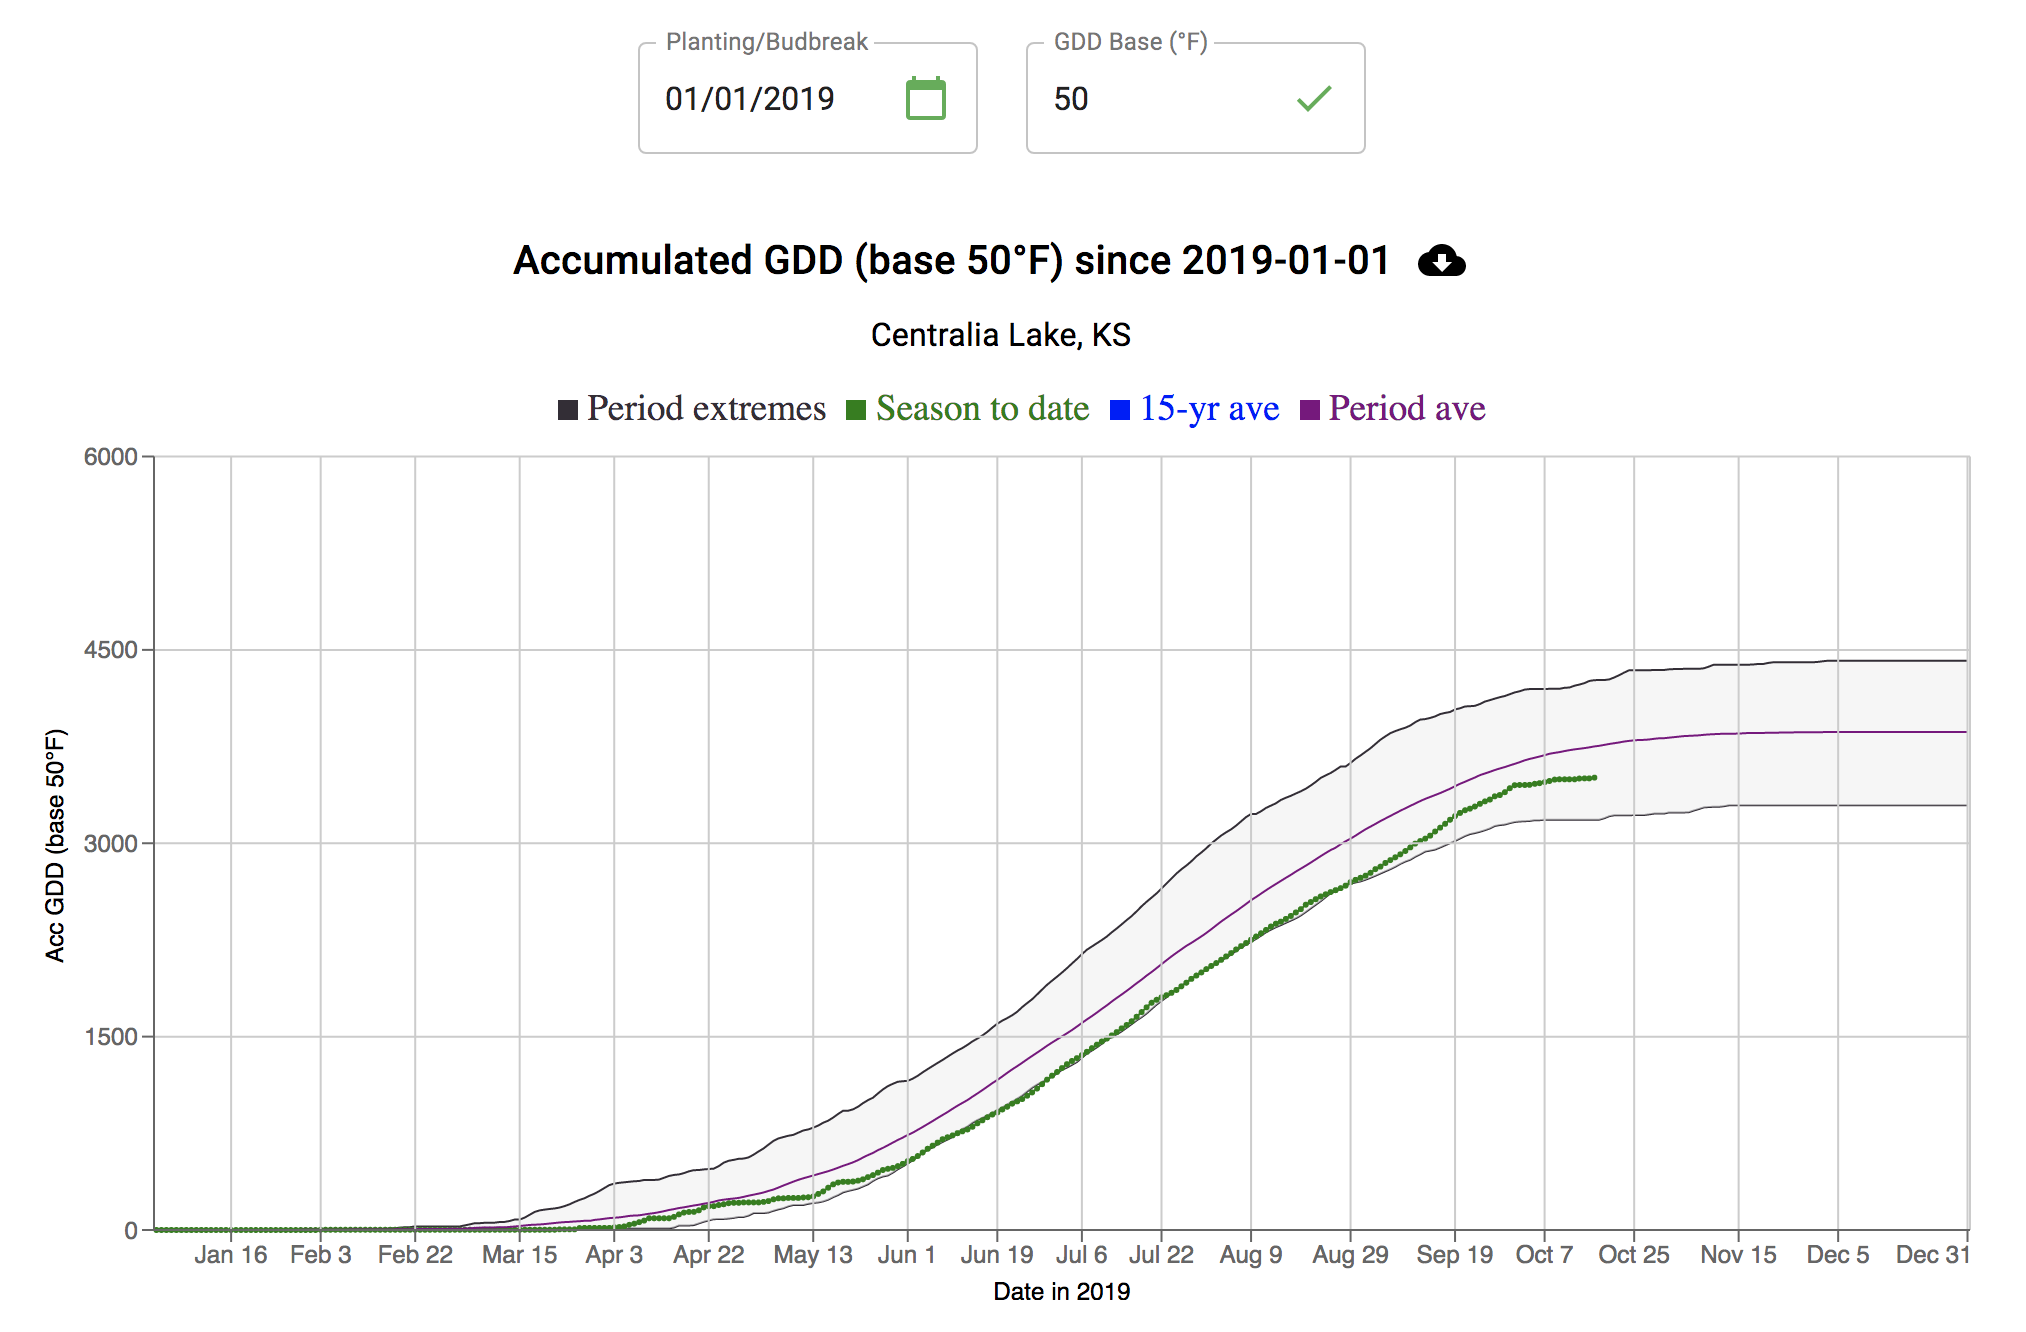 Planting/Budbreak GDD Base (°F)
01/01/2019 50
Accumulated GDD (base 50°F) since 2019-01-01
Centralia Lake, KS
Period extremes Season to date 15-yr ave Period ave
6000
4500
3000
1500
0
Acc GDD (base 50°F)
Jan 16 Feb 3 Feb 22 Mar 15 Apr 3 Apr 22 May 13 Jun 1 Jun 19 Jul 6 Jul 22 Aug 9 Aug 29 Sep 19 Oct 7 Oct 25 Nov 15 Dec 5 Dec 31
Date in 2019